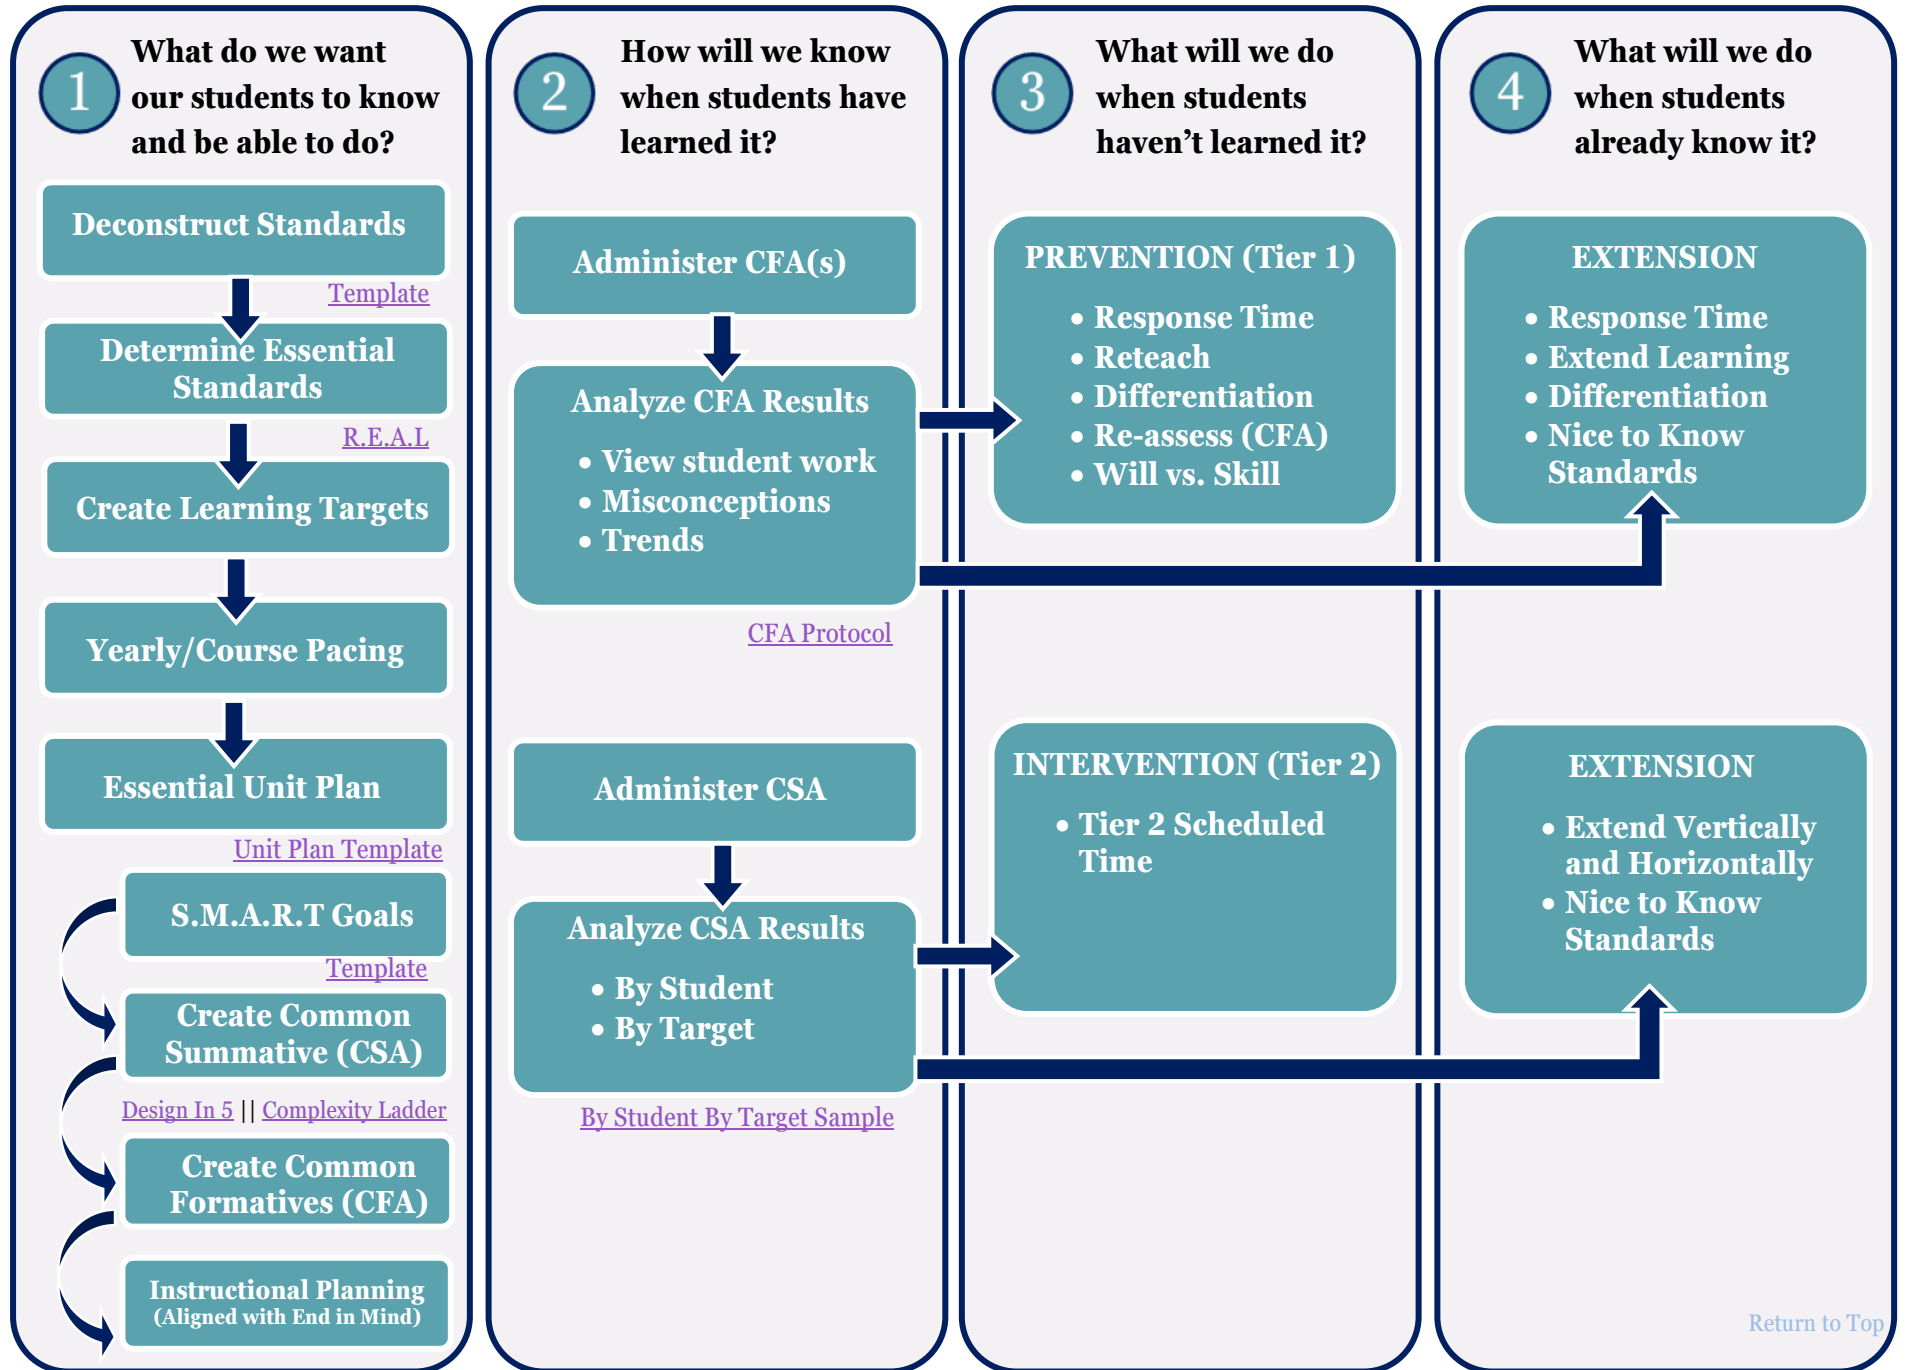 1
What do we want
our students to know
and be able to do?
Deconstruct Standards
Template
Determine Essential
Standards
R.E.A.L
Create Learning Targets
Yearly/Course Pacing
Essential Unit Plan
Unit Plan Template
S.M.A.R.T Goals
Template
Create Common
Summative (CSA)
Design In 5 || Complexity Ladder
Create Common
Formatives (CFA)
Instructional Planning
(Aligned with End in Mind)
2
How will we know
when students have
learned it?
Administer CFA(s)
Analyze CFA Results
• View student work
• Misconceptions
• Trends
CFA Protocol
Administer CSA
Analyze CSA Results
• By Student
• By Target
By Student By Target Sample
3
What will we do
when students
haven’t learned it?
PREVENTION (Tier 1)
• Response Time
• Reteach
• Differentiation
• Re-assess (CFA)
• Will vs. Skill
INTERVENTION (Tier 2)
• Tier 2 Scheduled
Time
4
What will we do
when students
already know it?
EXTENSION
• Response Time
• Extend Learning
• Differentiation
• Nice to Know
Standards
EXTENSION
• Extend Vertically
and Horizontally
• Nice to Know
Standards
Return to Top